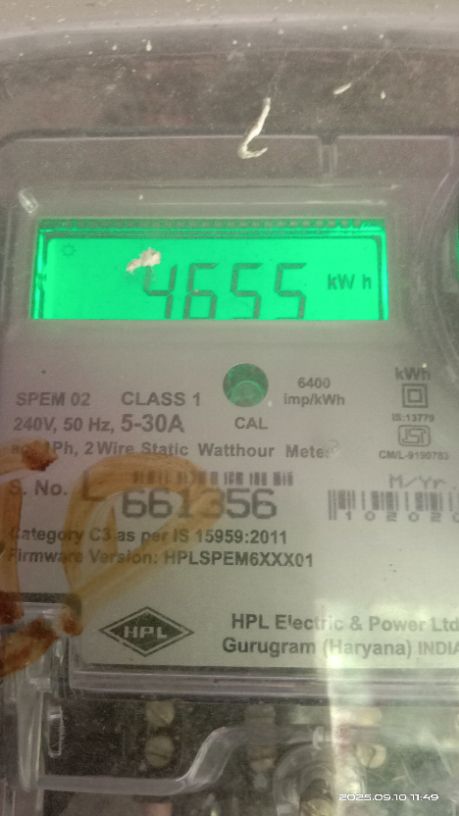 4655 kWh
6400
imp/kWh
kWh
SPEM 02 CLASS 1
240V, 50 Hz, 5-30A
CAL
IS:13779
CM/L-9190783
1Ph, 2 Wire Static Watthour Meter
S. No. L 661356
M/Yr.
102020
Category C3 as per IS 15959:2011
Firmware Version: HPLSPEM6XXX01
HPL
HPL Electric & Power Ltd
Gurugram (Haryana) INDIA
2025.09.10 11:49